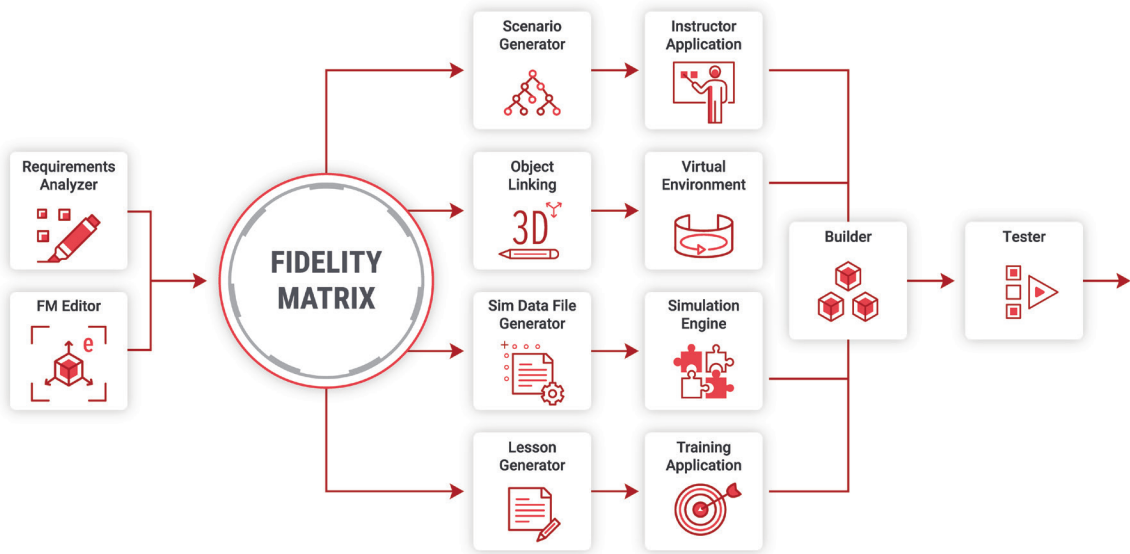 Requirements
Analyzer
FM Editor
e
FIDELITY
MATRIX
Scenario
Generator
Instructor
Application
Object
Linking
3D
Virtual
Environment
Sim Data File
Generator
Simulation
Engine
Lesson
Generator
Training
Application
Builder
Tester